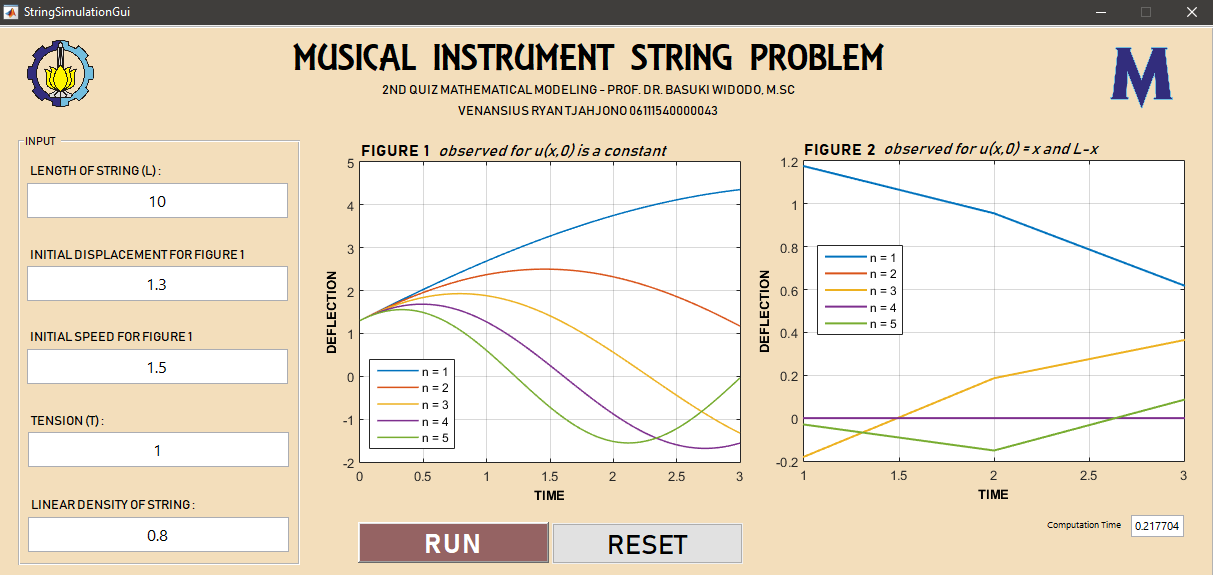 StringSimulationGui
MUSICAL INSTRUMENT STRING PROBLEM
2ND QUIZ MATHEMATICAL MODELING - PROF. DR. BASUKI WIDODO, M.SC
VENANSIUS RYAN TJAHJONO 06111540000043
M
INPUT
LENGTH OF STRING (L) :
10
INITIAL DISPLACEMENT FOR FIGURE 1
1.3
INITIAL SPEED FOR FIGURE 1
1.5
TENSION (T) :
1
LINEAR DENSITY OF STRING :
0.8
FIGURE 1 observed for u(x,0) is a constant
5
4
3
2
1
0
-1
-2
DEFLECTION
n = 1
n = 2
n = 3
n = 4
n = 5
0 0.5 1 1.5 2 2.5 3
TIME
FIGURE 2 observed for u(x,0) = x and L-x
1.2
1
0.8
0.6
0.4
0.2
0
-0.2
DEFLECTION
n = 1
n = 2
n = 3
n = 4
n = 5
1 1.5 2 2.5 3
TIME
RUN
RESET
Computation Time 0.217704